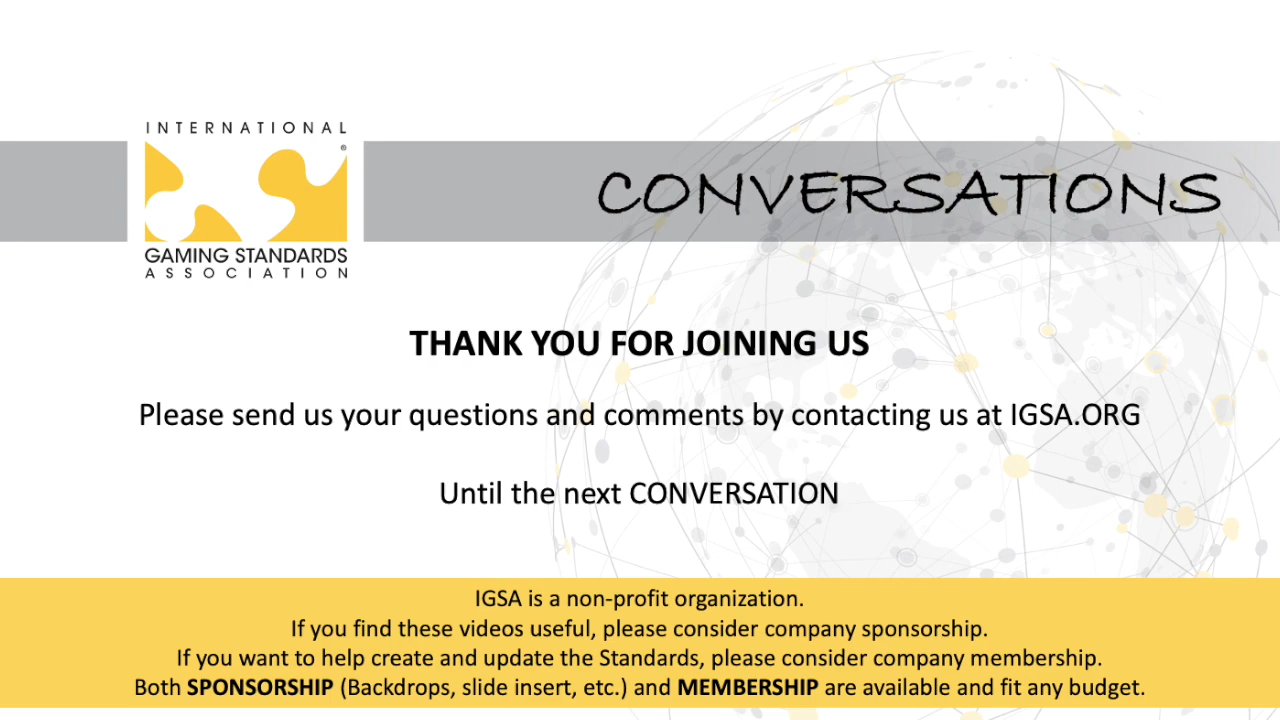 INTERNATIONAL
®
GAMING STANDARDS
ASSOCIATION
CONVERSATIONS
THANK YOU FOR JOINING US
Please send us your questions and comments by contacting us at IGSA.ORG
Until the next CONVERSATION
IGSA is a non-profit organization.
If you find these videos useful, please consider company sponsorship.
If you want to help create and update the Standards, please consider company membership.
Both SPONSORSHIP (Backdrops, slide insert, etc.) and MEMBERSHIP are available and fit any budget.